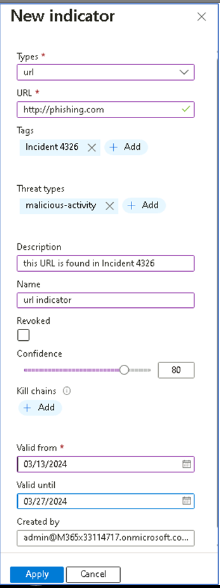 New indicator
Types *
url
URL *
http://phishing.com
Tags
Incident 4326
Add
Threat types
malicious-activity
Add
Description
this URL is found in Incident 4326
Name
url indicator
Revoked
Confidence
80
Kill chains
Add
Valid from *
03/13/2024
Valid until
03/27/2024
Created by
admin@M365x33114717.onmicrosoft.co...
Apply Cancel